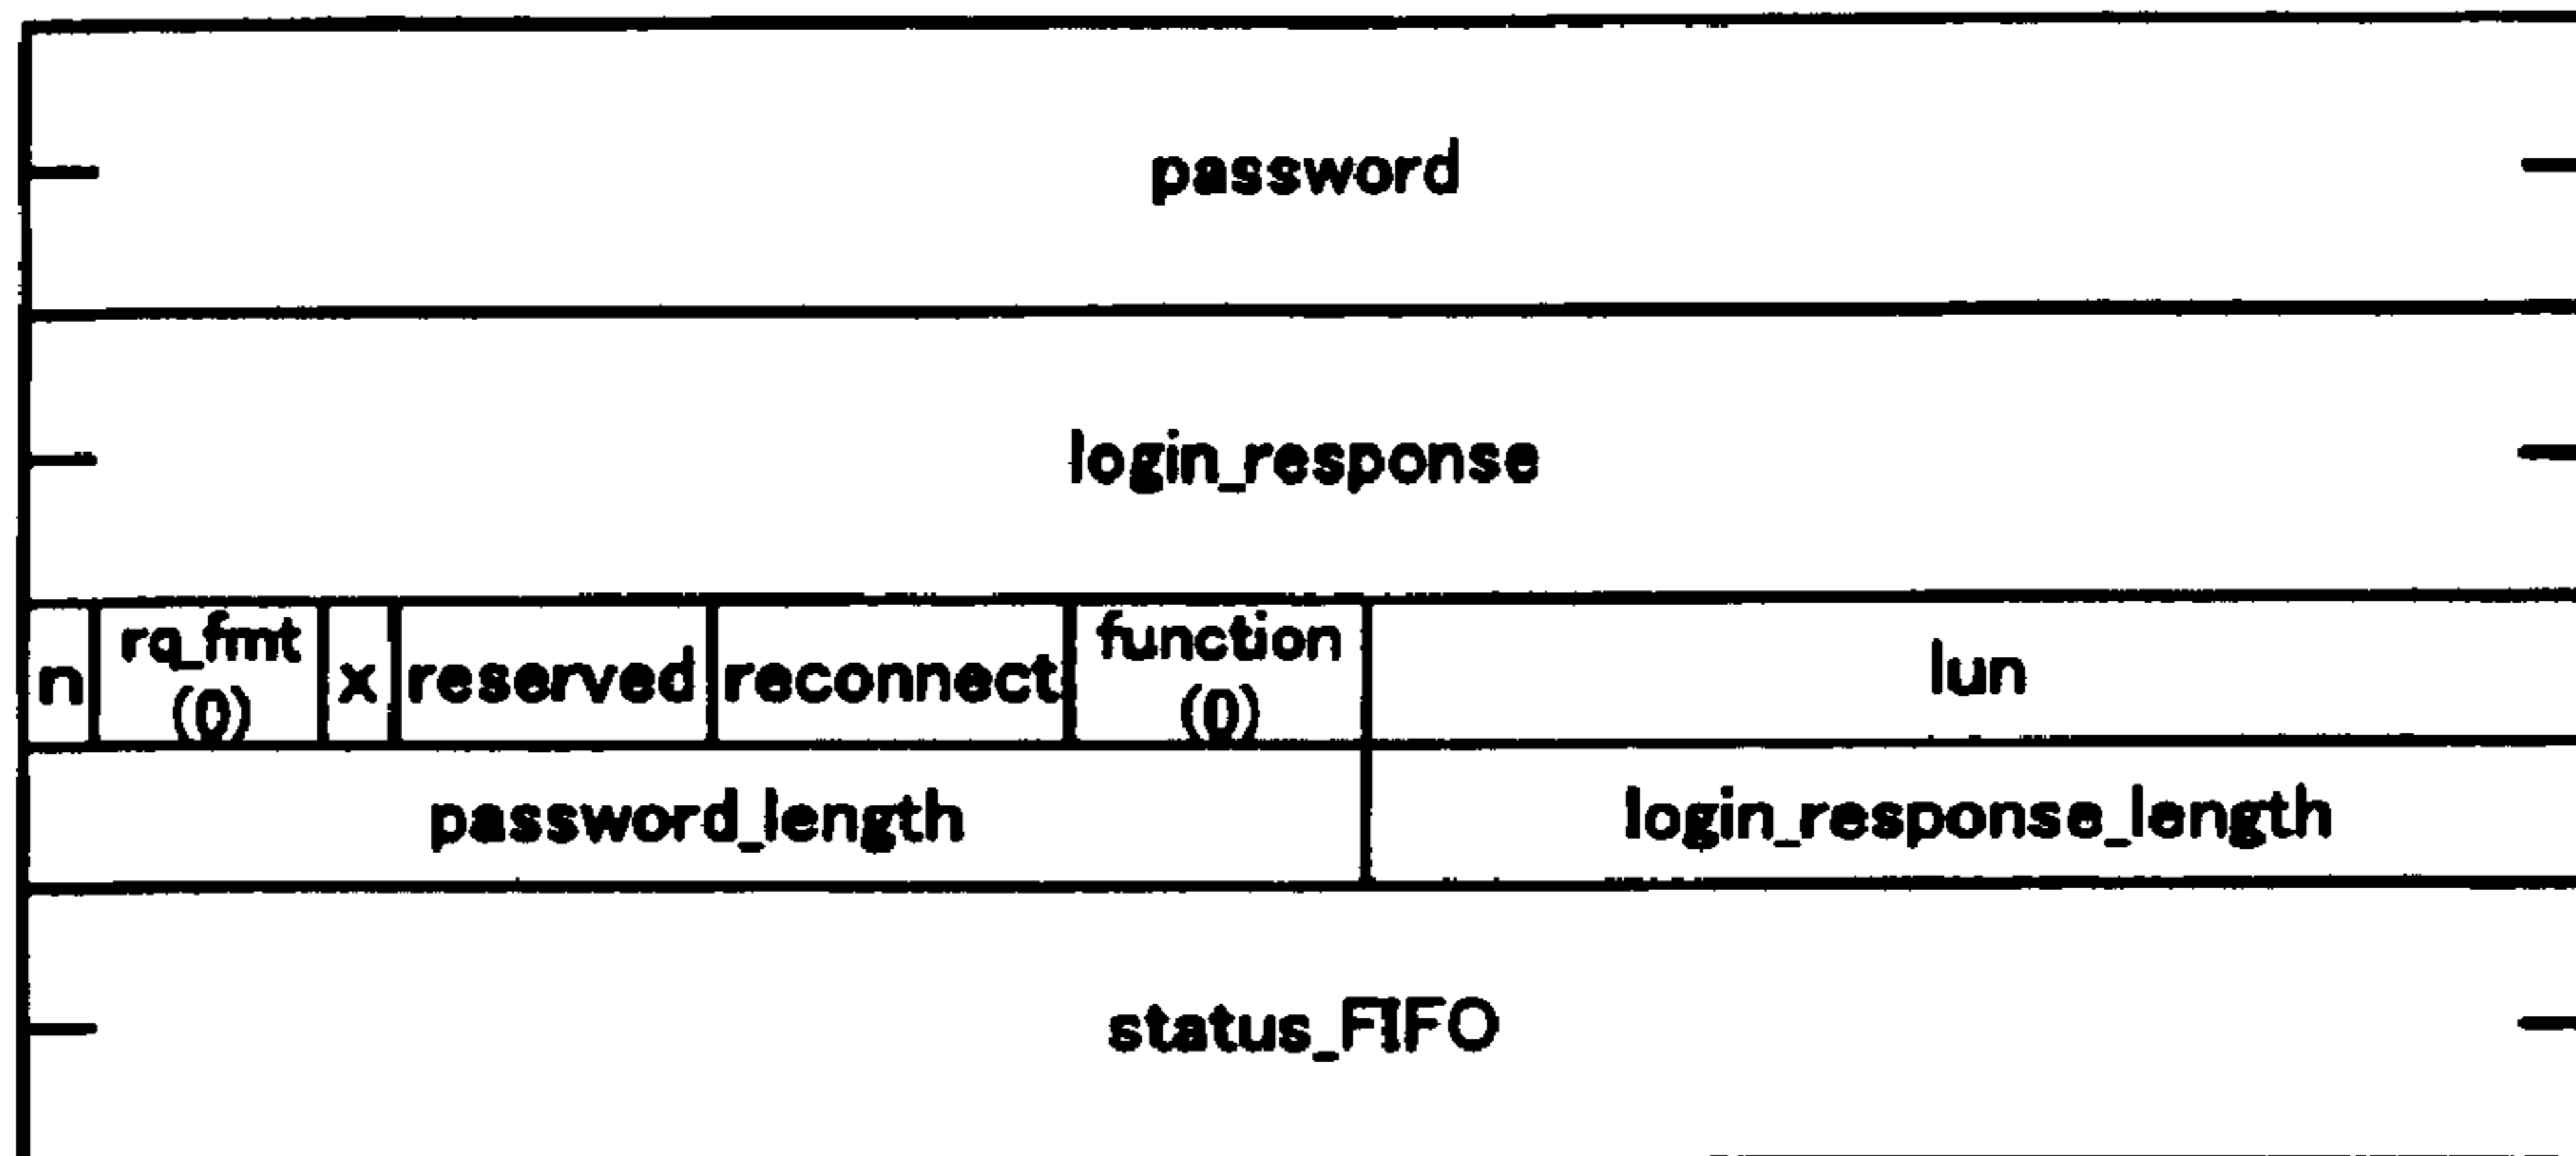 password
login_response
n rq_fmt (0) x reserved reconnect function (0) lun
password_length login_response_length
status_FIFO